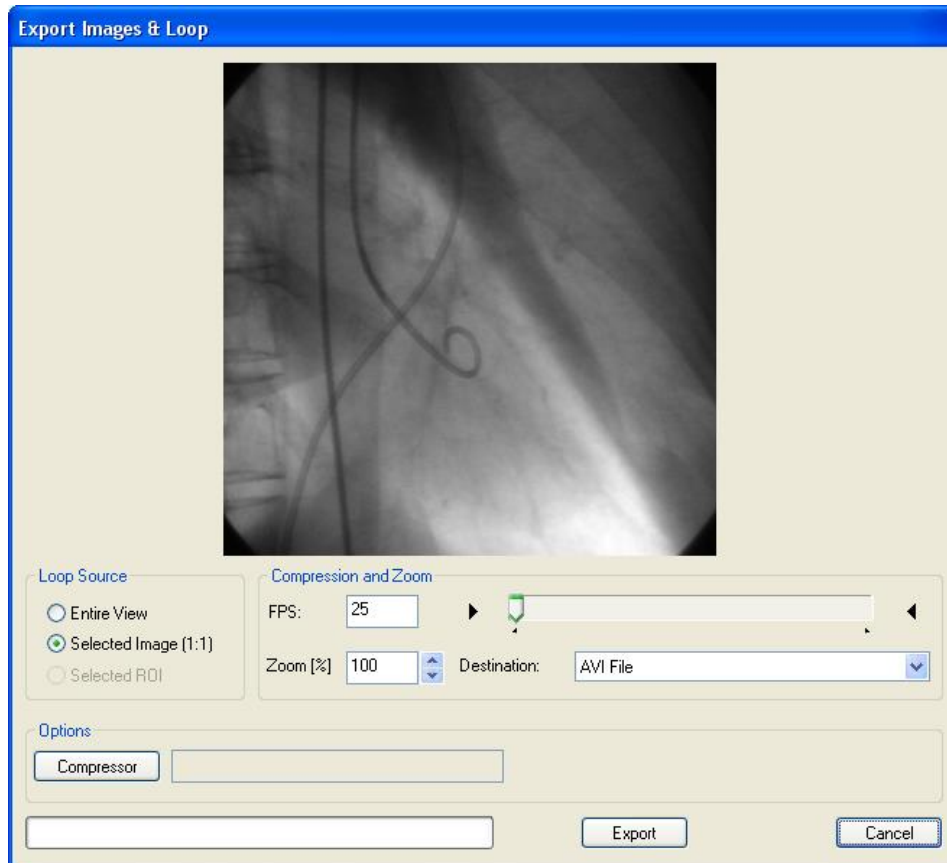 Export Images & Loop
Loop Source
Entire View
Selected Image (1:1)
Selected ROI
Compression and Zoom
FPS: 25
Zoom [%] 100 Destination: AVI File
Options
Compressor
Export Cancel